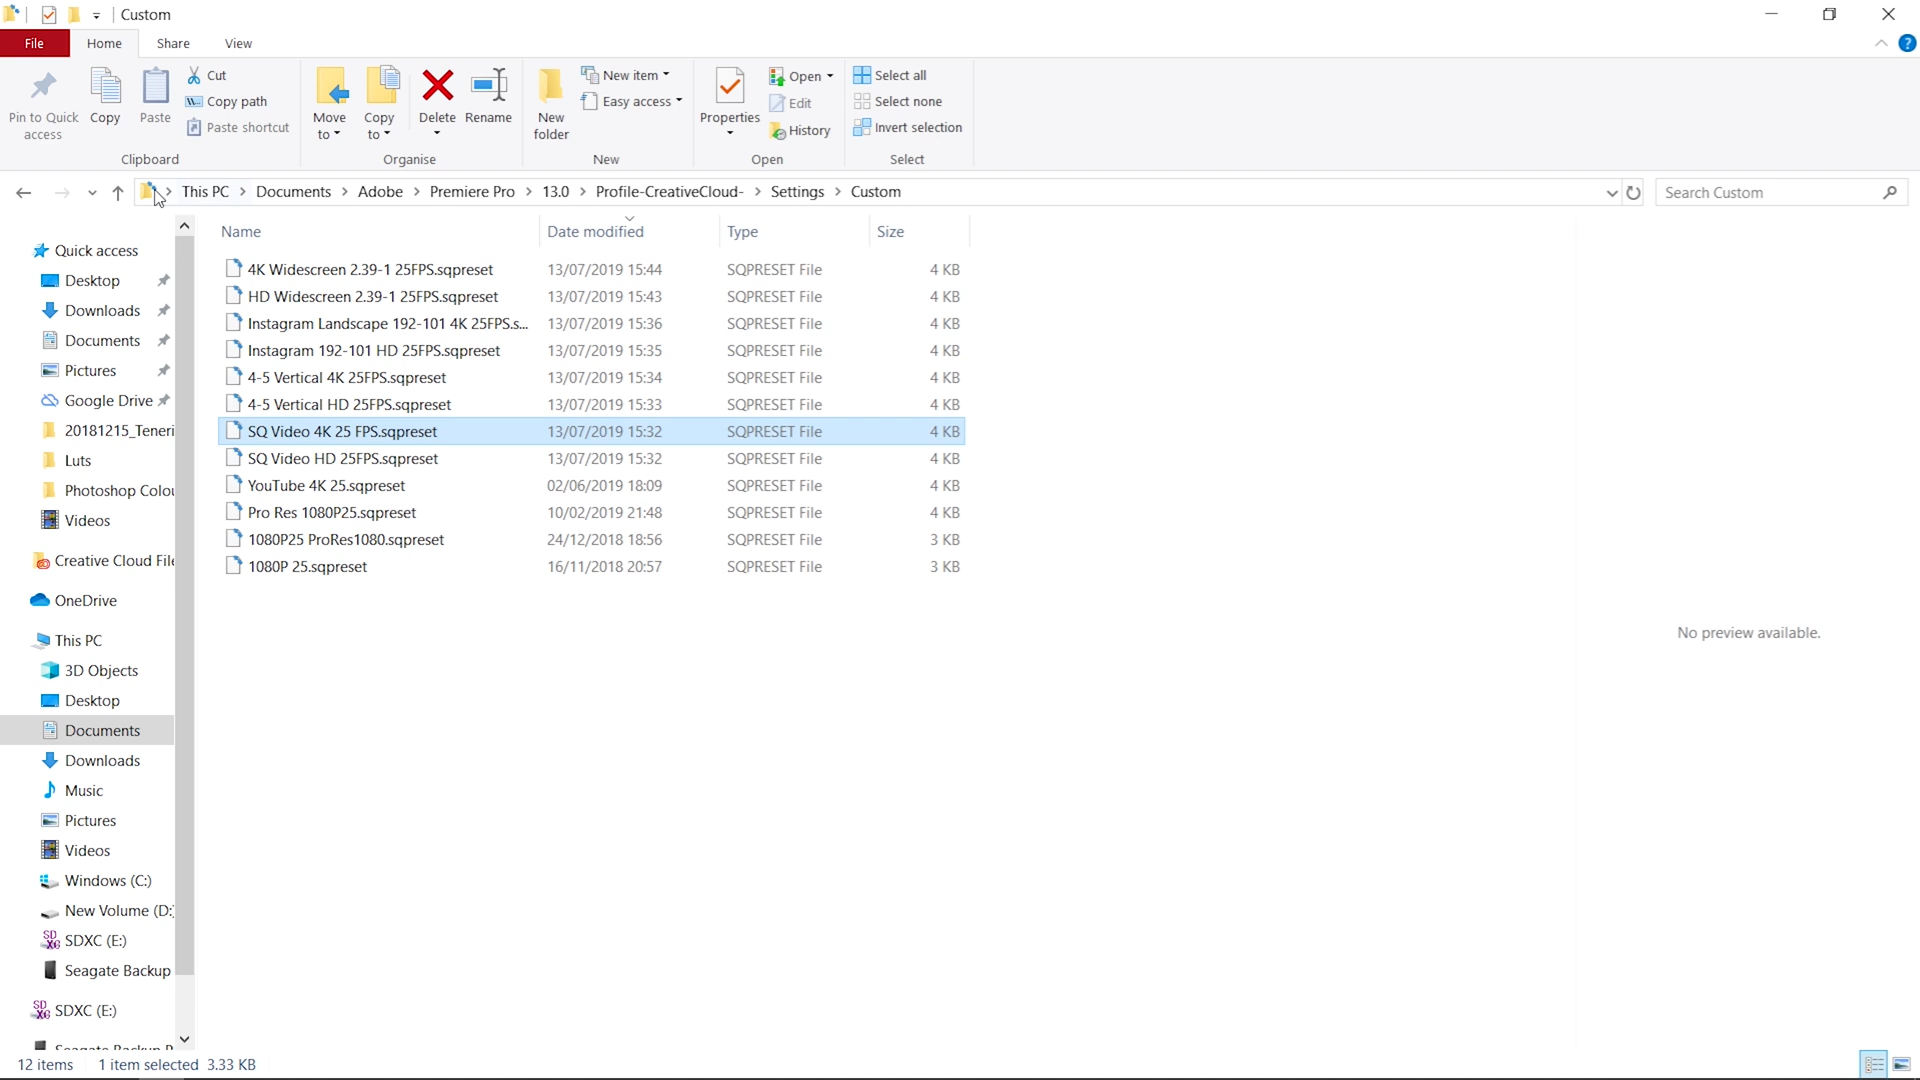 Custom
File Home Share View
Pin to Quick access
Copy
Paste
Cut
Copy path
Paste shortcut
Clipboard
Move to
Copy to
Delete
Rename
Organise
New folder
New item
Easy access
New
Properties
Open
Edit
History
Open
Select all
Select none
Invert selection
Select
This PC > Documents > Adobe > Premiere Pro > 13.0 > Profile-CreativeCloud- > Settings > Custom
Search Custom
Quick access
Desktop
Downloads
Documents
Pictures
Google Drive
20181215_Teneri
Luts
Photoshop Colou
Videos
Creative Cloud File
OneDrive
This PC
3D Objects
Desktop
Documents
Downloads
Music
Pictures
Videos
Windows (C:)
New Volume (D:)
SDXC (E:)
Seagate Backup
SDXC (E:)
Seagate Backup P
Name Date modified Type Size
4K Widescreen 2.39-1 25FPS.sqpreset 13/07/2019 15:44 SQPRESET File 4 KB
HD Widescreen 2.39-1 25FPS.sqpreset 13/07/2019 15:43 SQPRESET File 4 KB
Instagram Landscape 192-101 4K 25FPS.s... 13/07/2019 15:36 SQPRESET File 4 KB
Instagram 192-101 HD 25FPS.sqpreset 13/07/2019 15:35 SQPRESET File 4 KB
4-5 Vertical 4K 25FPS.sqpreset 13/07/2019 15:34 SQPRESET File 4 KB
4-5 Vertical HD 25FPS.sqpreset 13/07/2019 15:33 SQPRESET File 4 KB
SQ Video 4K 25 FPS.sqpreset 13/07/2019 15:32 SQPRESET File 4 KB
SQ Video HD 25FPS.sqpreset 13/07/2019 15:32 SQPRESET File 4 KB
YouTube 4K 25.sqpreset 02/06/2019 18:09 SQPRESET File 4 KB
Pro Res 1080P25.sqpreset 10/02/2019 21:48 SQPRESET File 4 KB
1080P25 ProRes1080.sqpreset 24/12/2018 18:56 SQPRESET File 3 KB
1080P 25.sqpreset 16/11/2018 20:57 SQPRESET File 3 KB
No preview available.
12 items 1 item selected 3.33 KB